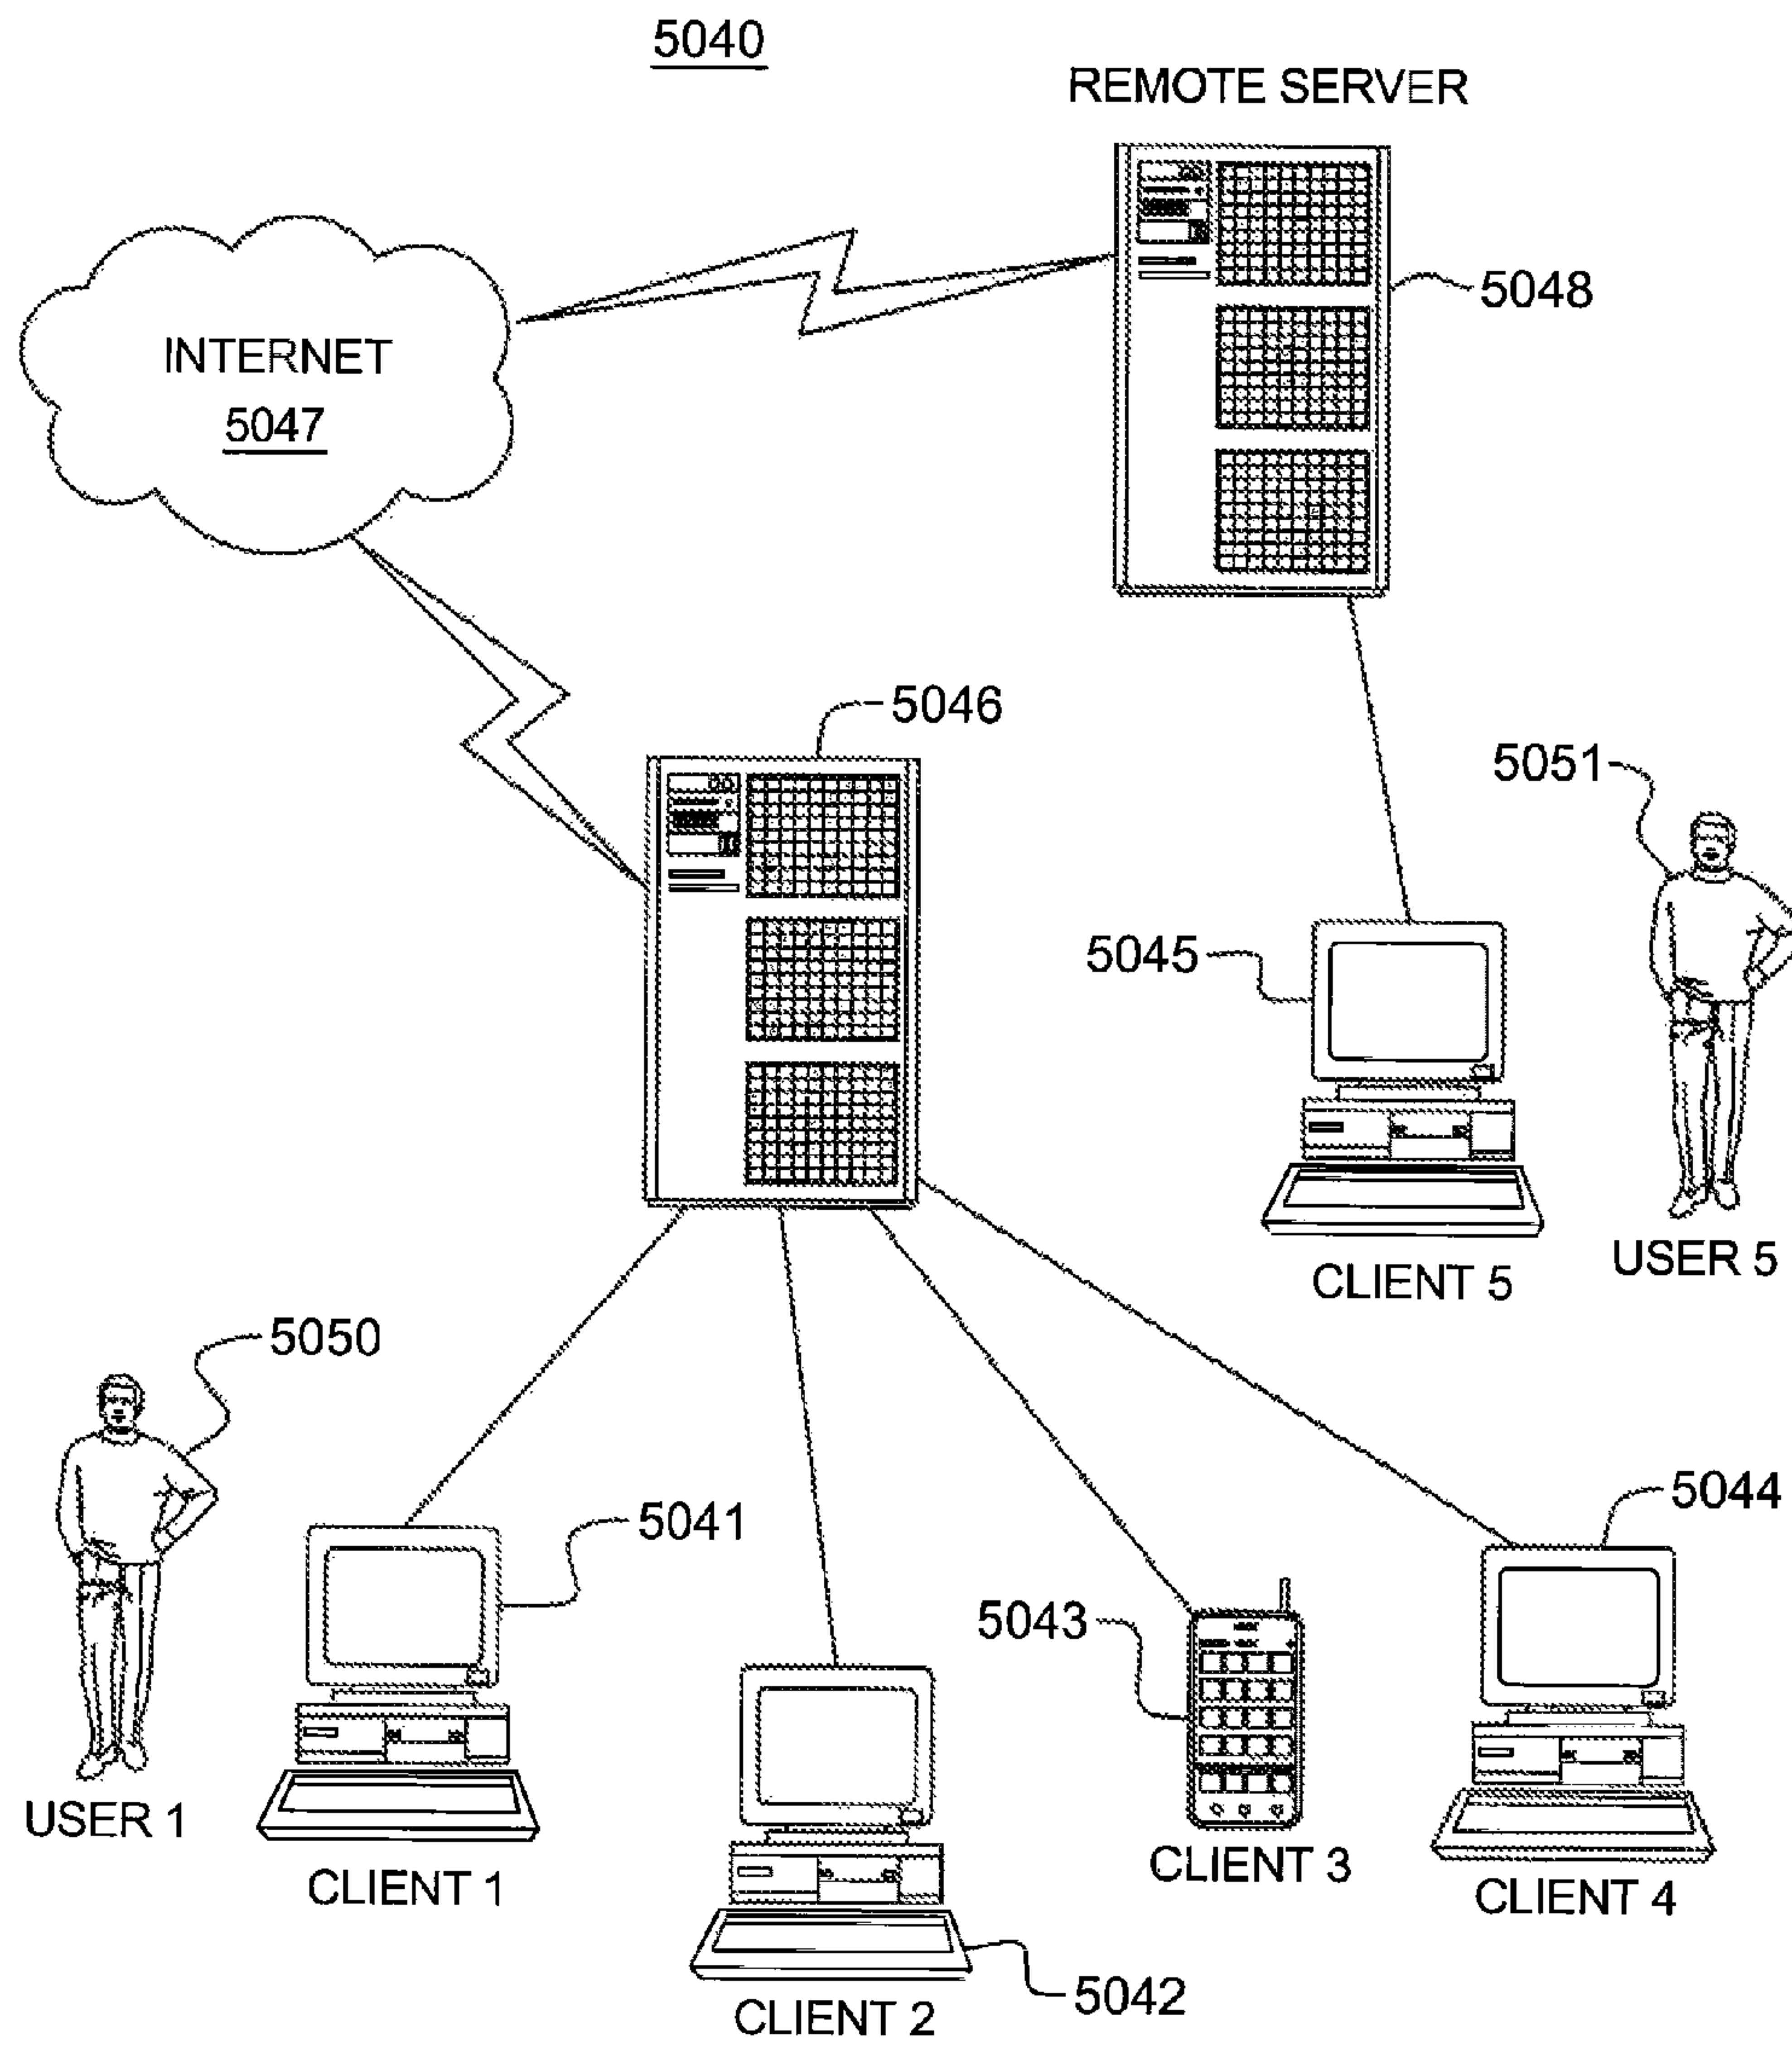 5040
REMOTE SERVER
5048
INTERNET
5047
5046
5051
5045
USER 5
CLIENT 5
5050
5041
5044
5043
USER 1
CLIENT 1
CLIENT 3
CLIENT 4
5042
CLIENT 2